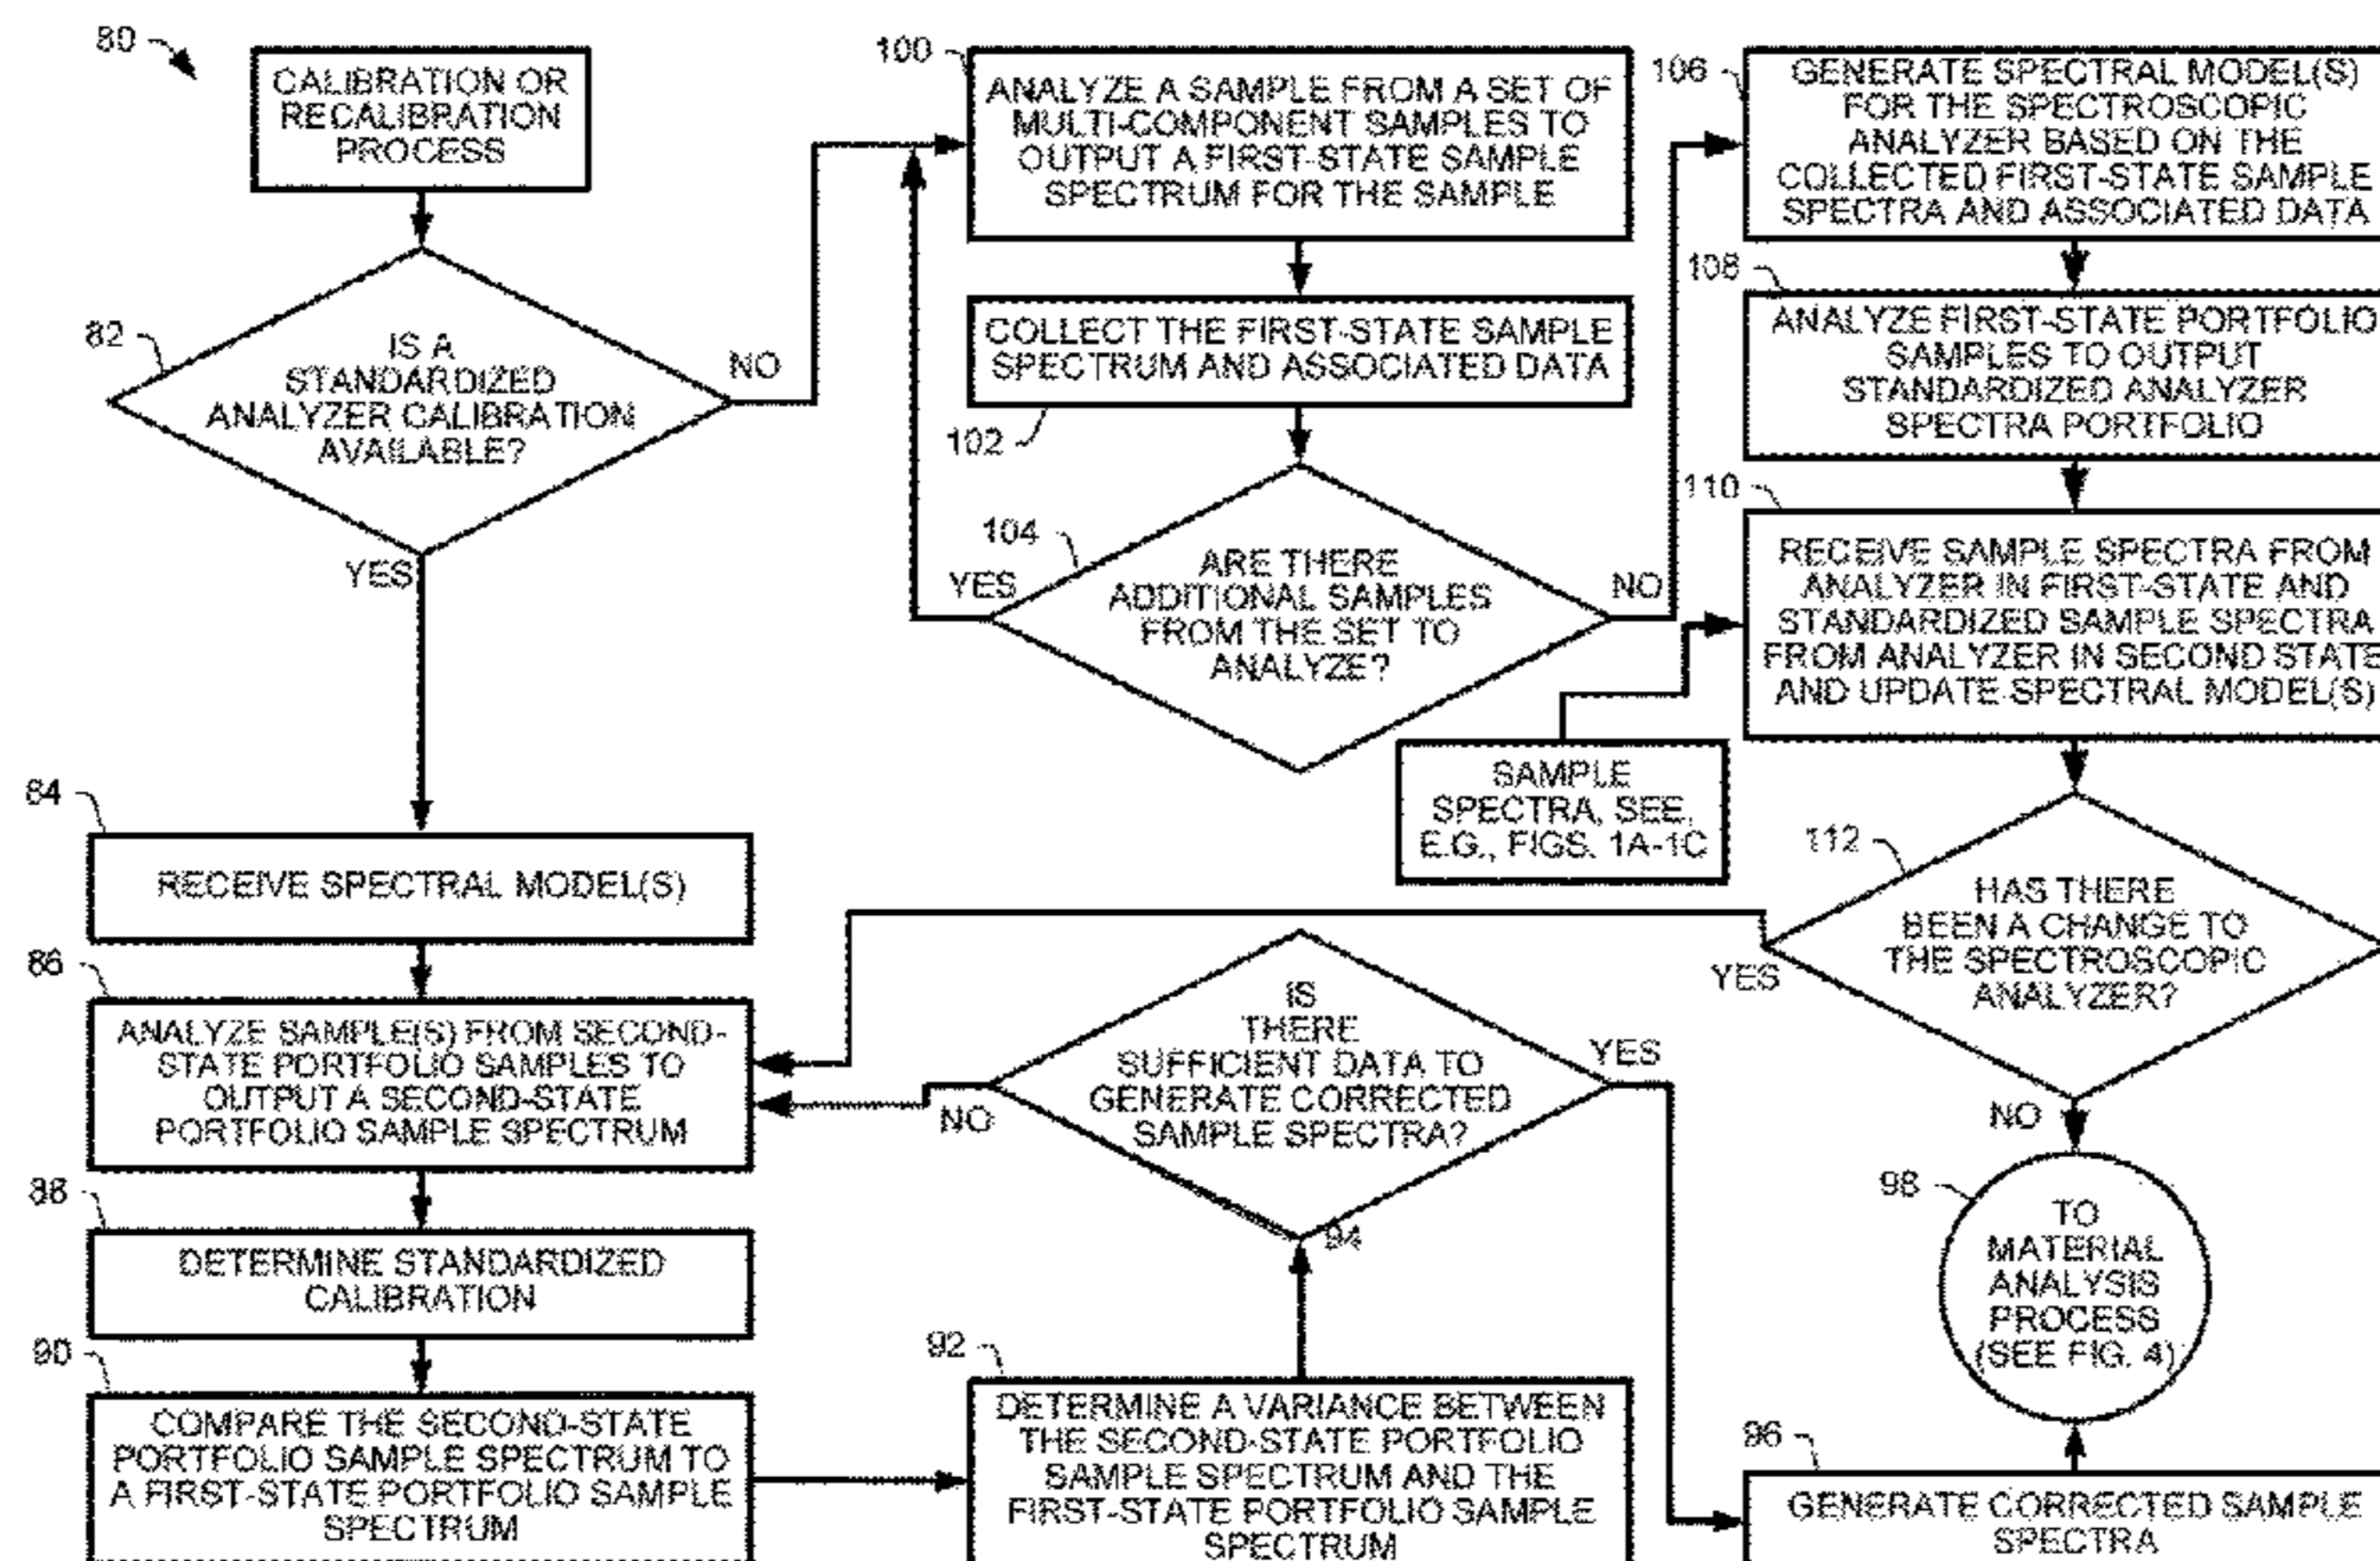 80
CALIBRATION OR
RECALIBRATION
PROCESS
82
IS A
STANDARDIZED
ANALYZER CALIBRATION
AVAILABLE?
NO
YES
84
RECEIVE SPECTRAL MODEL(S)
86
ANALYZE SAMPLE(S) FROM SECOND-
STATE PORTFOLIO SAMPLES TO
OUTPUT A SECOND-STATE
PORTFOLIO SAMPLE SPECTRUM
88
DETERMINE STANDARDIZED
CALIBRATION
90
COMPARE THE SECOND-STATE
PORTFOLIO SAMPLE SPECTRUM TO
A FIRST-STATE PORTFOLIO SAMPLE
SPECTRUM
100
ANALYZE A SAMPLE FROM A SET OF
MULTI-COMPONENT SAMPLES TO
OUTPUT A FIRST-STATE SAMPLE
SPECTRUM FOR THE SAMPLE
COLLECT THE FIRST-STATE SAMPLE
SPECTRUM AND ASSOCIATED DATA
102
104
ARE THERE
ADDITIONAL SAMPLES
FROM THE SET TO
ANALYZE?
YES
NO
SAMPLE
SPECTRA, SEE,
E.G., FIGS. 1A-1C
IS
THERE
SUFFICIENT DATA TO
GENERATE CORRECTED
SAMPLE SPECTRA?
YES
NO
94
92
DETERMINE A VARIANCE BETWEEN
THE SECOND-STATE PORTFOLIO
SAMPLE SPECTRUM AND THE
FIRST-STATE PORTFOLIO SAMPLE
SPECTRUM
106
GENERATE SPECTRAL MODEL(S)
FOR THE SPECTROSCOPIC
ANALYZER BASED ON THE
COLLECTED FIRST-STATE SAMPLE
SPECTRA AND ASSOCIATED DATA
108
ANALYZE FIRST-STATE PORTFOLIO
SAMPLES TO OUTPUT
STANDARDIZED ANALYZER
SPECTRA PORTFOLIO
110
RECEIVE SAMPLE SPECTRA FROM
ANALYZER IN FIRST-STATE AND
STANDARDIZED SAMPLE SPECTRA
FROM ANALYZER IN SECOND STATE
AND UPDATE SPECTRAL MODEL(S)
112
HAS THERE
BEEN A CHANGE TO
THE SPECTROSCOPIC
ANALYZER?
YES
NO
98
TO
MATERIAL
ANALYSIS
PROCESS
(SEE FIG. 4)
96
GENERATE CORRECTED SAMPLE
SPECTRA